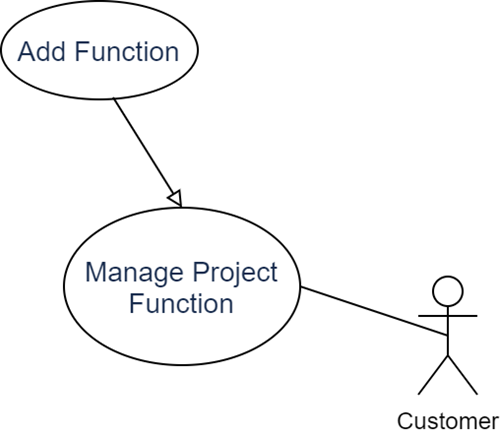 Add Function
Manage Project
Function
Customer